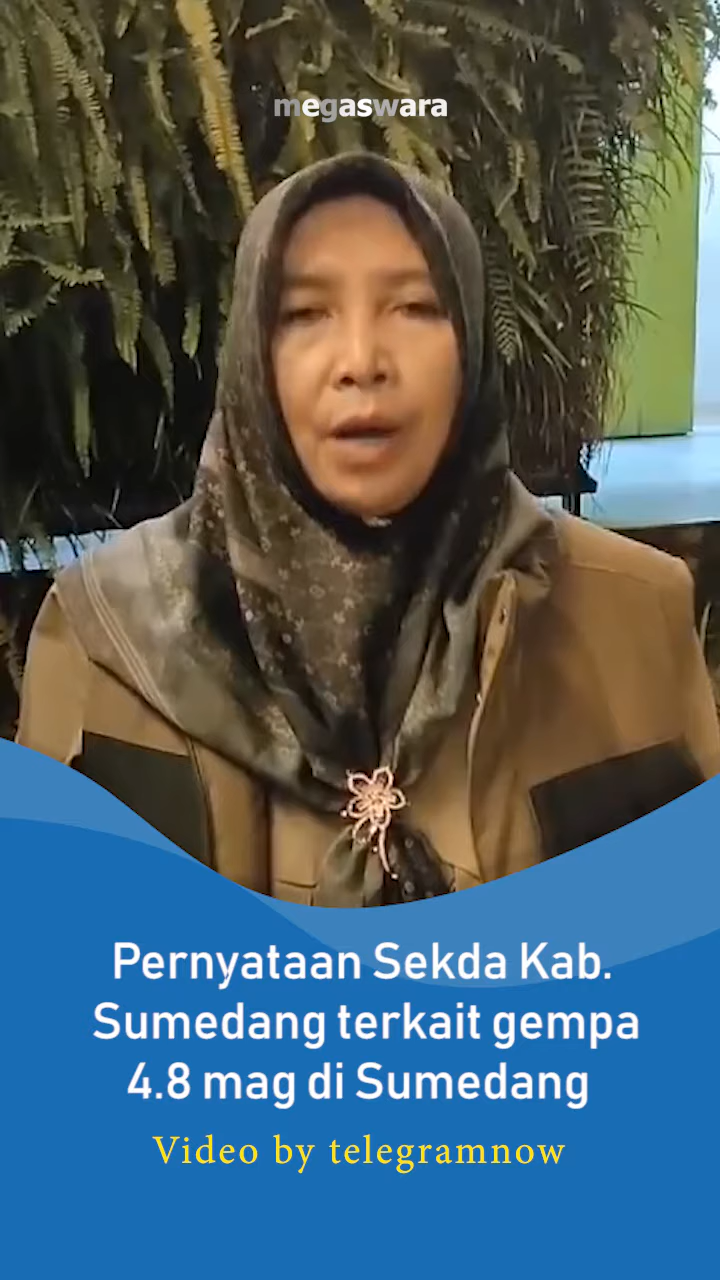 megaswara
Pernyataan Sekda Kab.
Sumedang terkait gempa
4.8 mag di Sumedang
Video by telegramnow